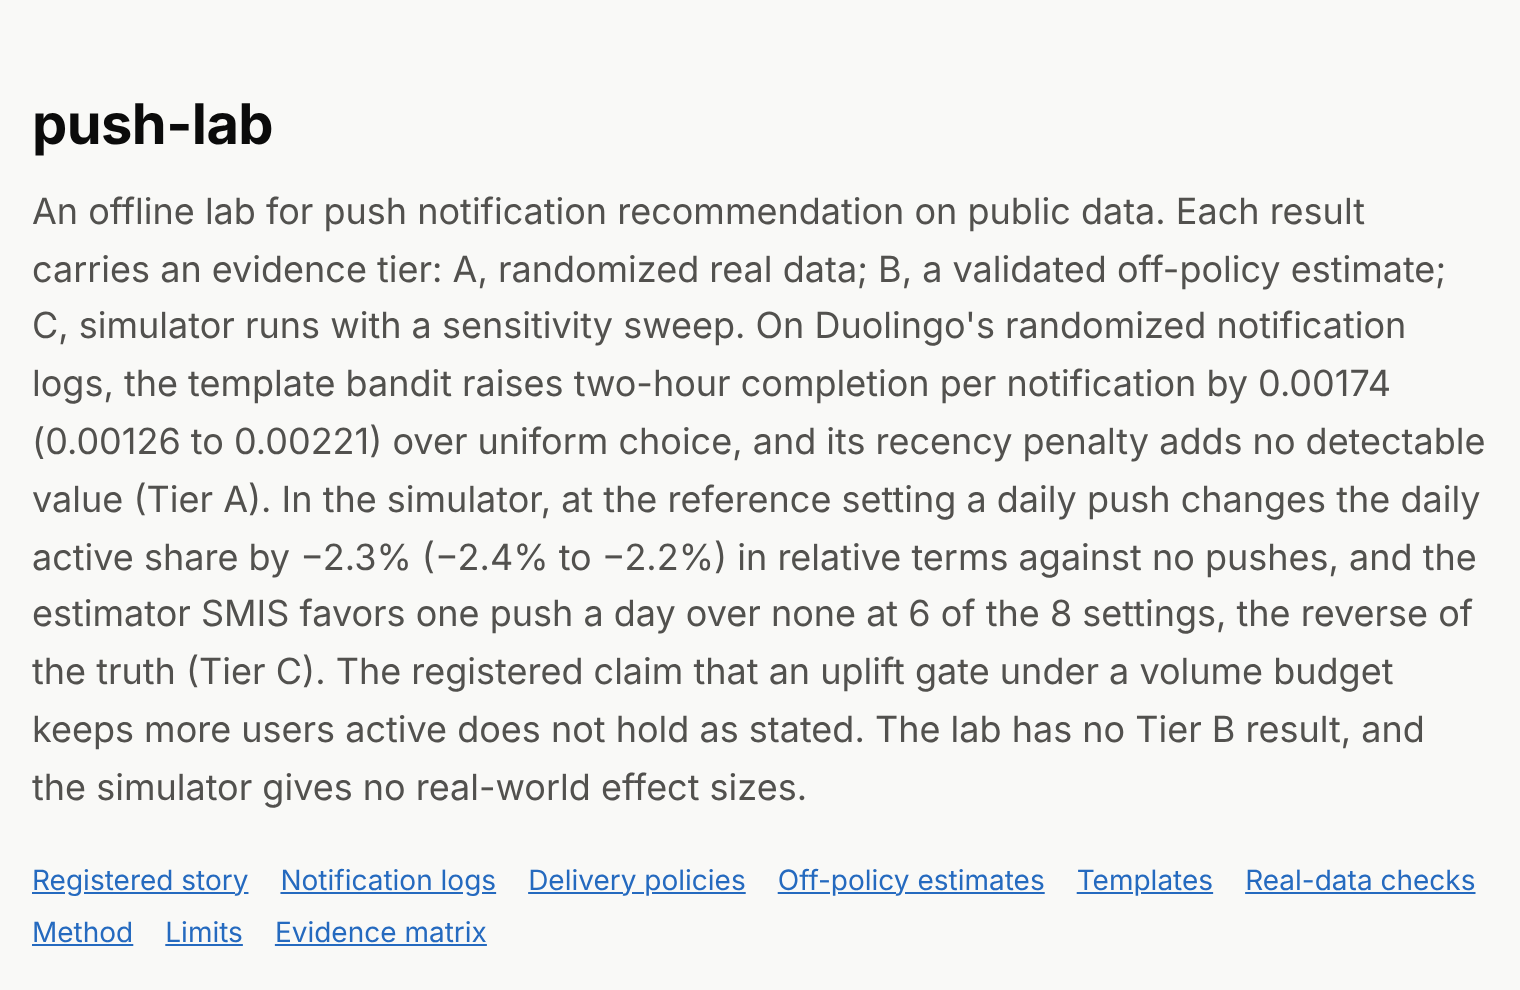 push-lab
An offline lab for push notification recommendation on public data. Each result
carries an evidence tier: A, randomized real data; B, a validated off-policy estimate;
C, simulator runs with a sensitivity sweep. On Duolingo's randomized notification
logs, the template bandit raises two-hour completion per notification by 0.00174
(0.00126 to 0.00221) over uniform choice, and its recency penalty adds no detectable
value (Tier A). In the simulator, at the reference setting a daily push changes the daily
active share by −2.3% (−2.4% to −2.2%) in relative terms against no pushes, and the
estimator SMIS favors one push a day over none at 6 of the 8 settings, the reverse of
the truth (Tier C). The registered claim that an uplift gate under a volume budget
keeps more users active does not hold as stated. The lab has no Tier B result, and
the simulator gives no real-world effect sizes.
Registered story Notification logs Delivery policies Off-policy estimates Templates Real-data checks
Method Limits Evidence matrix